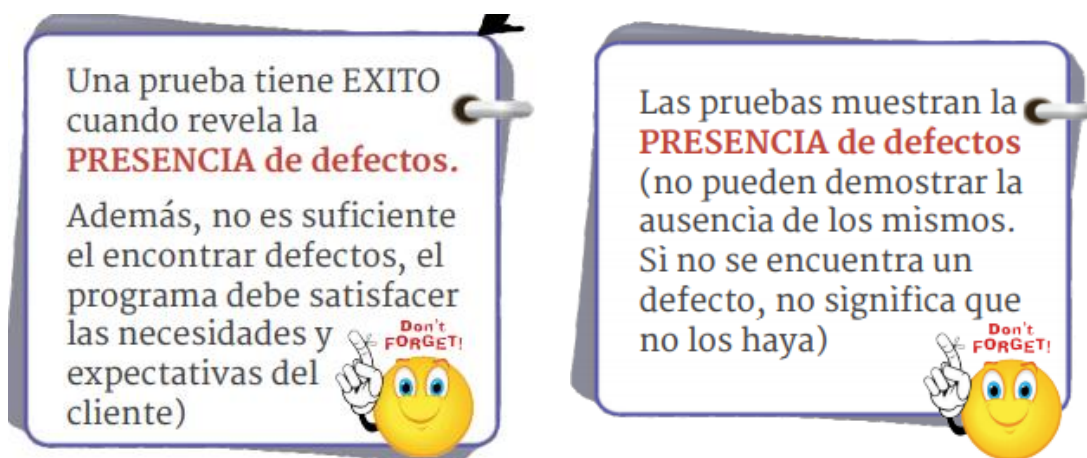 Una prueba tiene EXITO
cuando revela la
PRESENCIA de defectos.
Además, no es suficiente
el encontrar defectos, el
programa debe satisfacer
las necesidades y
expectativas del
cliente)
Don't
FORGET!
Las pruebas muestran la
PRESENCIA de defectos
(no pueden demostrar la
ausencia de los mismos.
Si no se encuentra un
defecto, no significa que
no los haya)
Don't
FORGET!